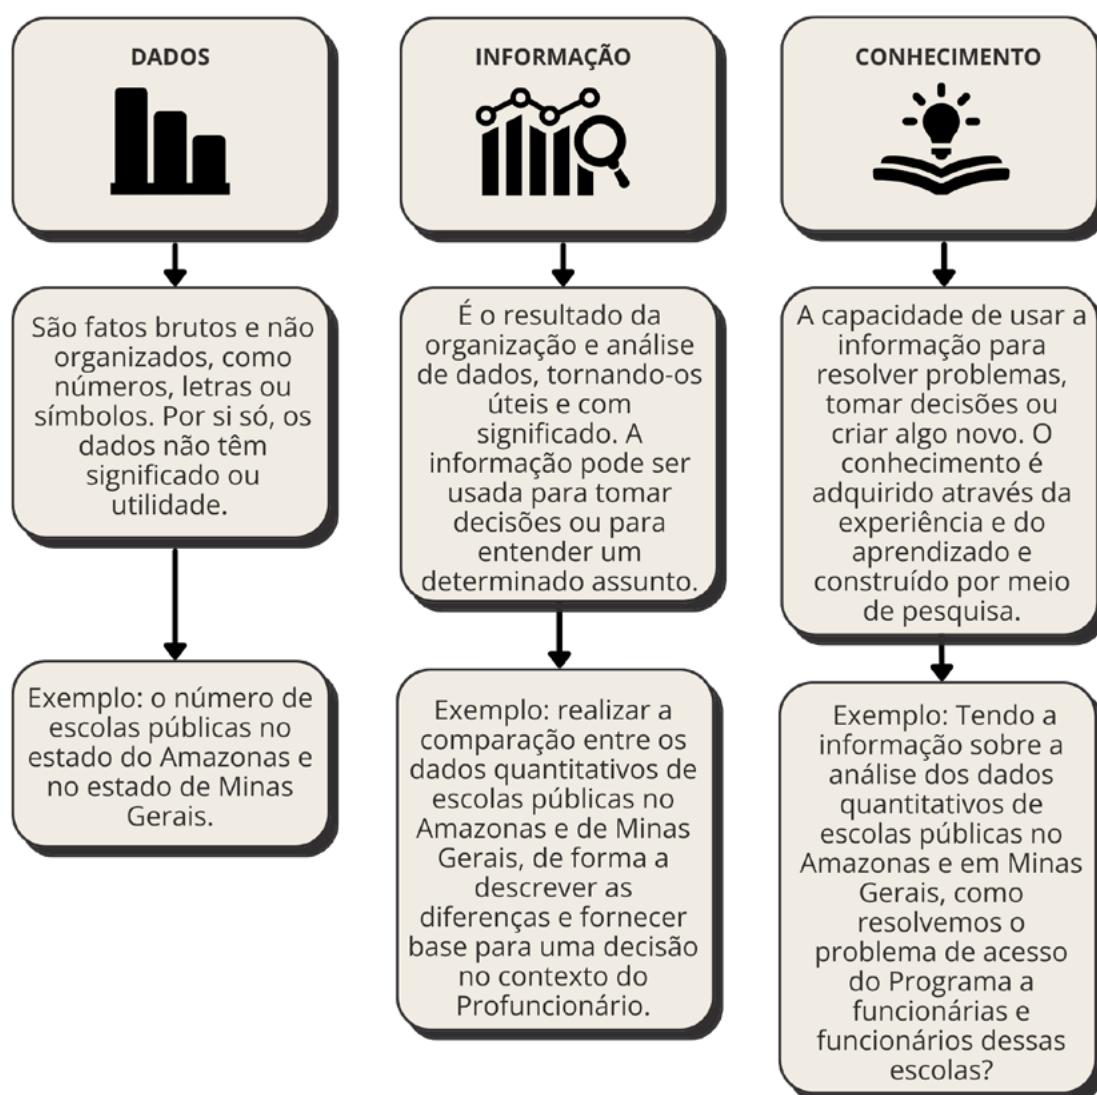 DADOS
São fatos brutos e não
organizados, como
números, letras ou
símbolos. Por si só, os
dados não têm
significado ou
utilidade.
Exemplo: o número de
escolas públicas no
estado do Amazonas e
no estado de Minas
Gerais.
INFORMAÇÃO
É o resultado da
organização e análise
de dados, tornando-os
úteis e com
significado. A
informação pode ser
usada para tomar
decisões ou para
entender um
determinado assunto.
Exemplo: realizar a
comparação entre os
dados quantitativos de
escolas públicas no
Amazonas e de Minas
Gerais, de forma a
descrever as
diferenças e fornecer
base para uma decisão
no contexto do
Profuncionário.
CONHECIMENTO
A capacidade de usar a
informação para
resolver problemas,
tomar decisões ou
criar algo novo. O
conhecimento é
adquirido através da
experiência e do
aprendizado e
construído por meio
de pesquisa.
Exemplo: Tendo a
informação sobre a
análise dos dados
quantitativos de
escolas públicas no
Amazonas e em Minas
Gerais, como
resolvemos o
problema de acesso
do Programa a
funcionárias e
funcionários dessas
escolas?